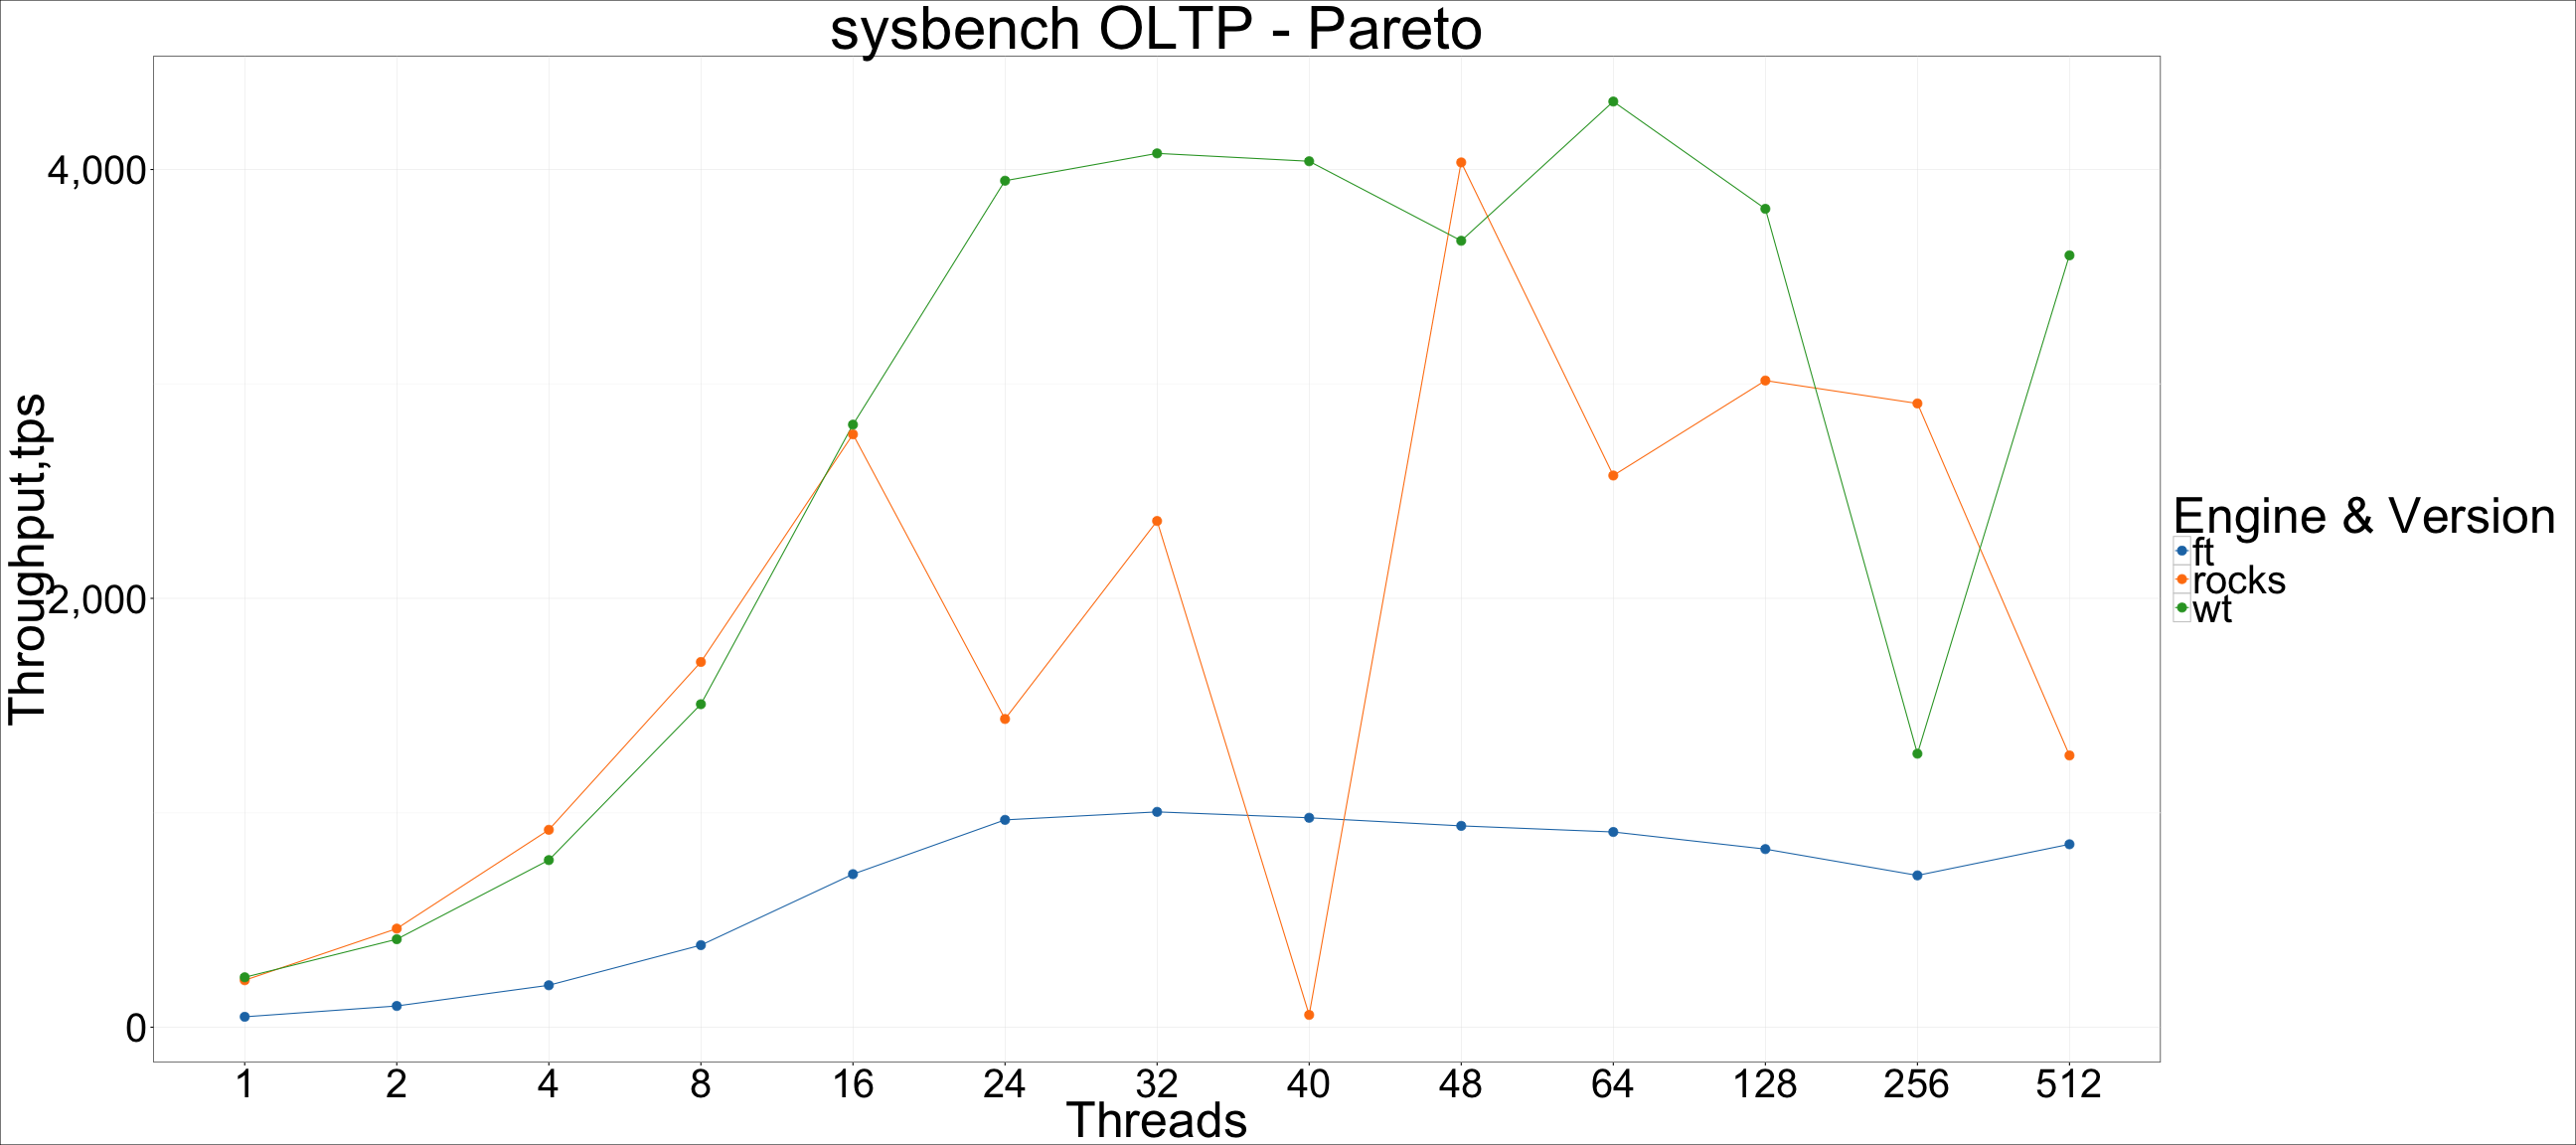 sysbench OLTP - Pareto
Throughput,tps
4,000
2,000
0
1 2 4 8 16 24 32 40 48 64 128 256 512
Threads
Engine & Version
ft
rocks
wt